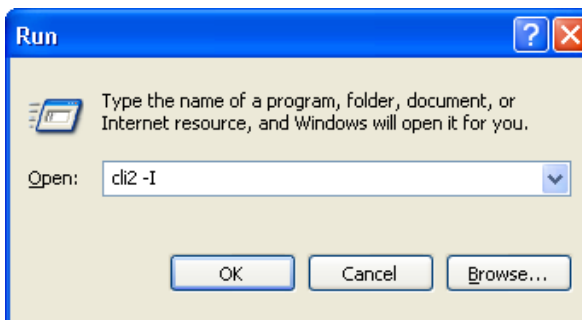 Run
Type the name of a program, folder, document, or
Internet resource, and Windows will open it for you.
Open: cli2 -I
OK Cancel Browse...